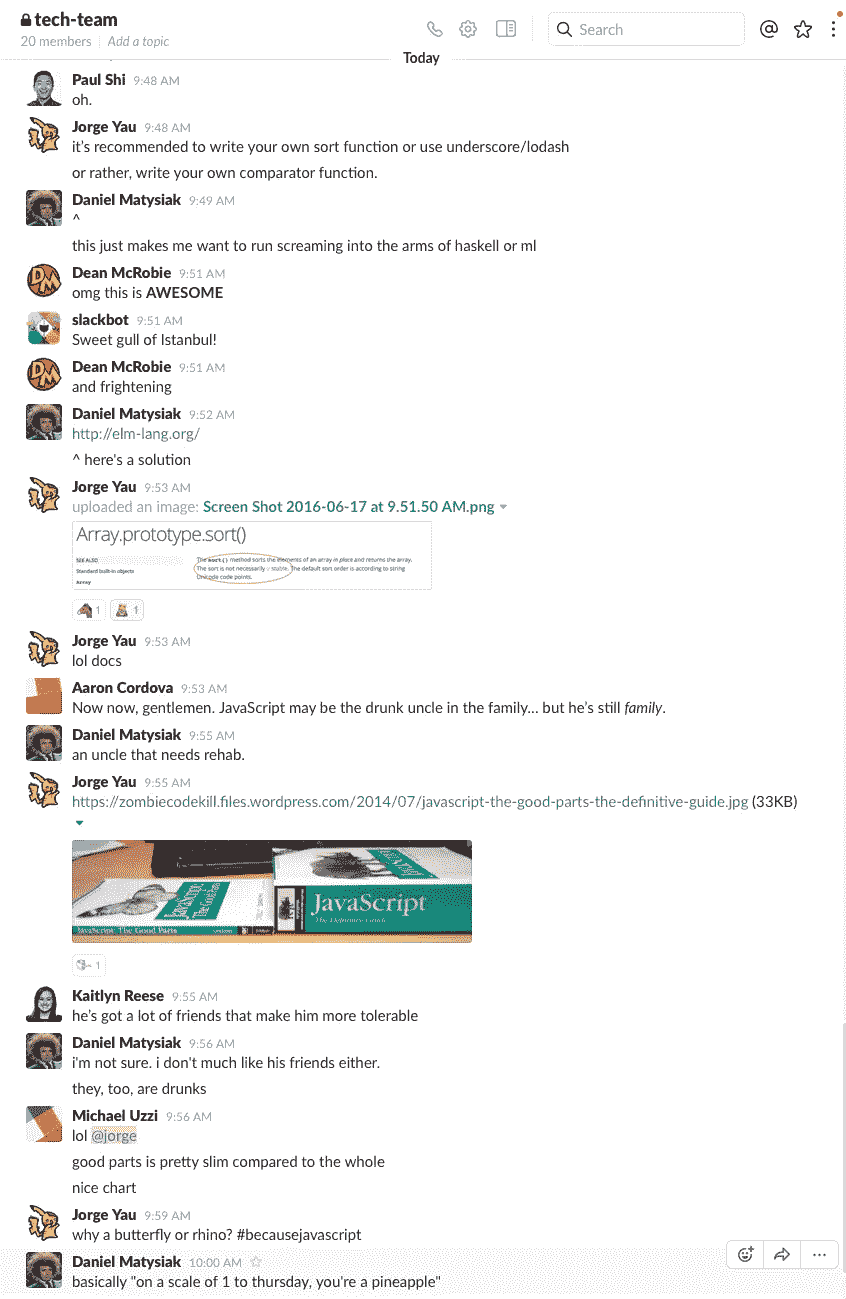 tech-team
20 members | Add a topic
Search
Today
Paul Shi 9:48 AM
oh.
Jorge Yau 9:48 AM
it's recommended to write your own sort function or use underscore/lodash
or rather, write your own comparator function.
Daniel Matysiak 9:49 AM
^
this just makes me want to run screaming into the arms of haskell or ml
Dean McRobie 9:51 AM
omg this is AWESOME
slackbot 9:51 AM
Sweet gull of Istanbul!
Dean McRobie 9:51 AM
and frightening
Daniel Matysiak 9:52 AM
http://elm-lang.org/
^ here's a solution
Jorge Yau 9:53 AM
uploaded an image: Screen Shot 2016-06-17 at 9.51.50 AM.png
Array.prototype.sort()
SEE ALSO
Standard built-in objects
Array
The sort() method sorts the elements of an array in place and returns the array.
The sort is not necessarily stable. The default sort order is according to string
Unicode code points.
1 1
Jorge Yau 9:53 AM
lol docs
Aaron Cordova 9:53 AM
Now now, gentlemen. JavaScript may be the drunk uncle in the family... but he's still family.
Daniel Matysiak 9:55 AM
an uncle that needs rehab.
Jorge Yau 9:55 AM
https://zombiecodekill.files.wordpress.com/2014/07/javascript-the-good-parts-the-definitive-guide.jpg (33KB)
JavaScript
The Good Parts
JavaScript: The Good Parts
JavaScript
The Definitive Guide
1
Kaitlyn Reese 9:55 AM
he's got a lot of friends that make him more tolerable
Daniel Matysiak 9:56 AM
i'm not sure. i don't much like his friends either.
they, too, are drunks
Michael Uzzi 9:56 AM
lol @jorge
good parts is pretty slim compared to the whole
nice chart
Jorge Yau 9:59 AM
why a butterfly or rhino? #becausejavascript
Daniel Matysiak 10:00 AM
basically "on a scale of 1 to thursday, you're a pineapple"